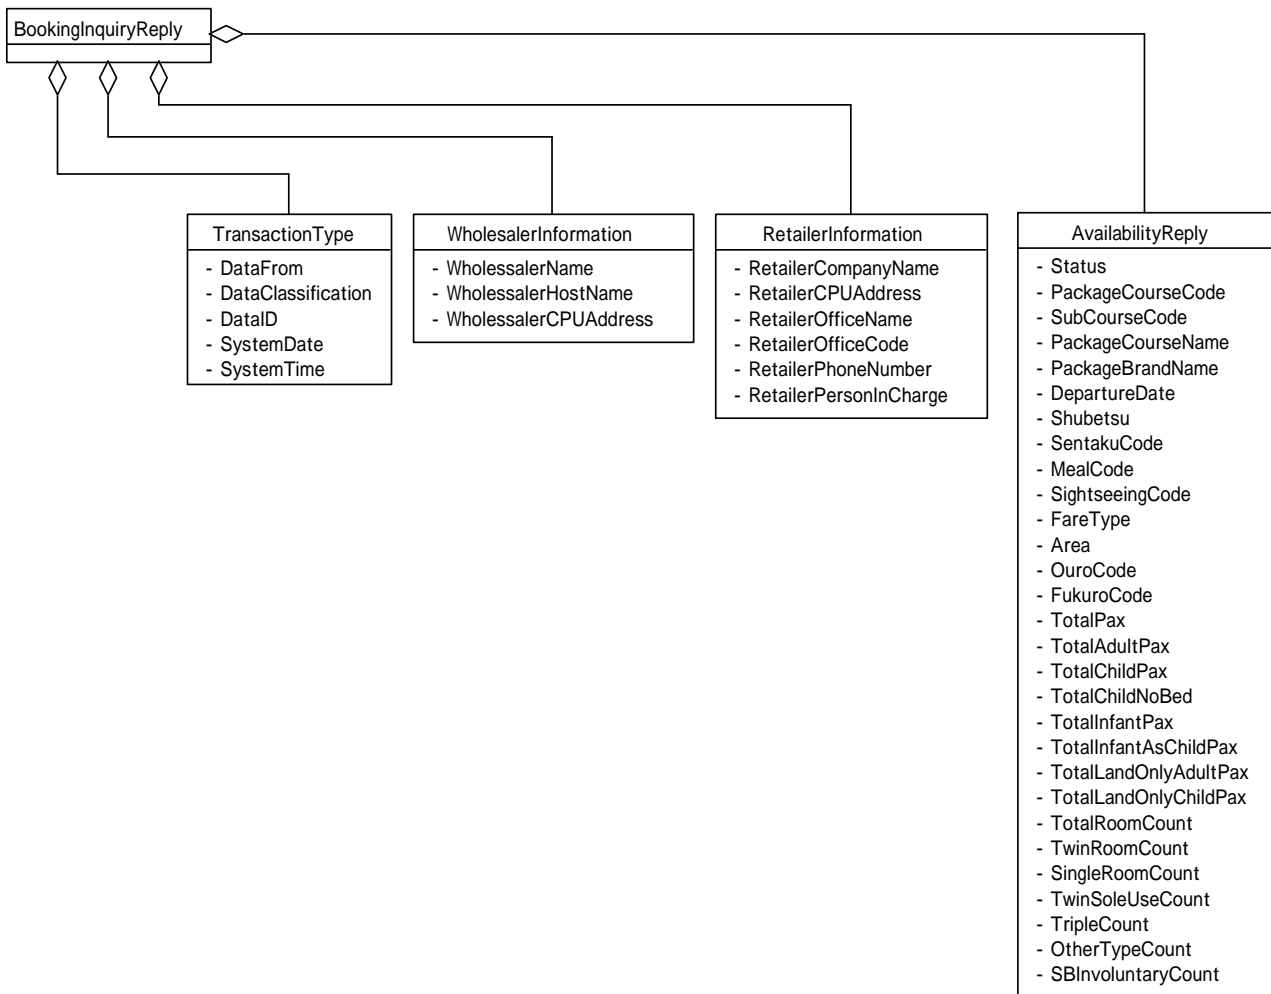 BookingInquiryReply
TransactionType
- DataFrom
- DataClassification
- DataID
- SystemDate
- SystemTime
WholesalerInformation
- WholessalerName
- WholessalerHostName
- WholessalerCPUAddress
RetailerInformation
- RetailerCompanyName
- RetailerCPUAddress
- RetailerOfficeName
- RetailerOfficeCode
- RetailerPhoneNumber
- RetailerPersonInCharge
AvailabilityReply
- Status
- PackageCourseCode
- SubCourseCode
- PackageCourseName
- PackageBrandName
- DepartureDate
- Shubetsu
- SentakuCode
- MealCode
- SightseeingCode
- FareType
- Area
- OuroCode
- FukuroCode
- TotalPax
- TotalAdultPax
- TotalChildPax
- TotalChildNoBed
- TotalInfantPax
- TotalInfantAsChildPax
- TotalLandOnlyAdultPax
- TotalLandOnlyChildPax
- TotalRoomCount
- TwinRoomCount
- SingleRoomCount
- TwinSoleUseCount
- TripleCount
- OtherTypeCount
- SBInvoluntaryCount